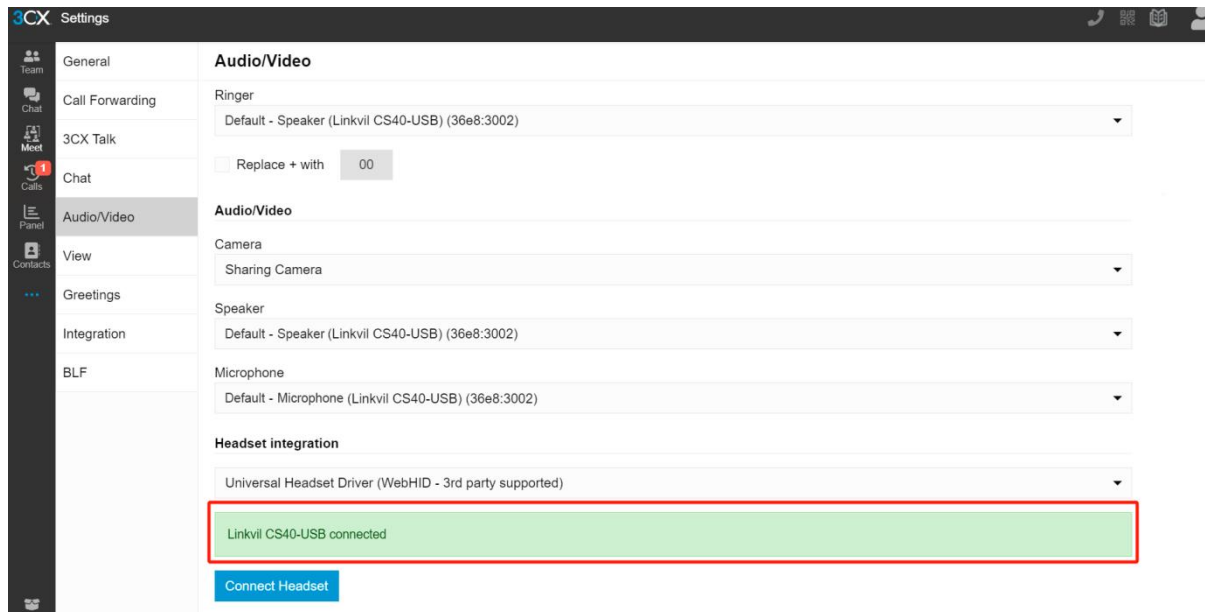 3CX Settings
Team
Chat
Meet
1
Calls
Panel
Contacts
General
Call Forwarding
3CX Talk
Chat
Audio/Video
View
Greetings
Integration
BLF
Audio/Video
Ringer
Default - Speaker (Linkvil CS40-USB) (36e8:3002)
Replace + with 00
Audio/Video
Camera
Sharing Camera
Speaker
Default - Speaker (Linkvil CS40-USB) (36e8:3002)
Microphone
Default - Microphone (Linkvil CS40-USB) (36e8:3002)
Headset integration
Universal Headset Driver (WebHID - 3rd party supported)
Linkvil CS40-USB connected
Connect Headset